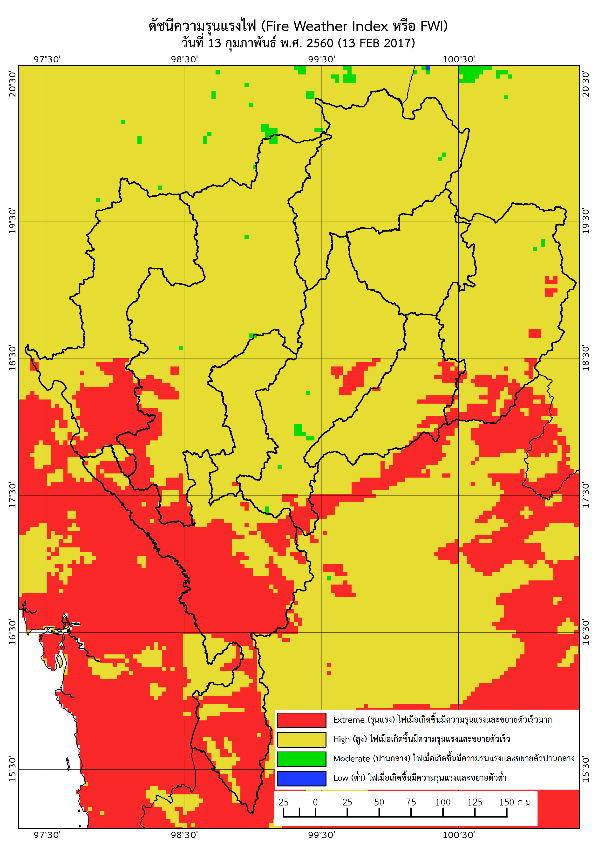 ดัชนีความรุนแรงไฟ (Fire Weather Index หรือ FWI)
วันที่ 13 กุมภาพันธ์ พ.ศ. 2560 (13 FEB 2017)
97°30' 98°30' 99°30' 100°30'
20°30' 20°30'
19°30' 19°30'
18°30' 18°30'
17°30' 17°30'
16°30' 16°30'
15°30' 15°30'
Extreme (รุนแรง) ไฟเมื่อเกิดขึ้นมีความรุนแรงและขยายตัวเร็วมาก
High (สูง) ไฟเมื่อเกิดขึ้นมีความรุนแรงและขยายตัวเร็ว
Moderate (ปานกลาง) ไฟเมื่อเกิดขึ้นมีความรุนแรงและขยายตัวปานกลาง
Low (ต่ำ) ไฟเมื่อเกิดขึ้นมีความรุนแรงและขยายตัวต่ำ
25 0 25 50 75 100 125 150 กม
97°30' 98°30' 99°30' 100°30'